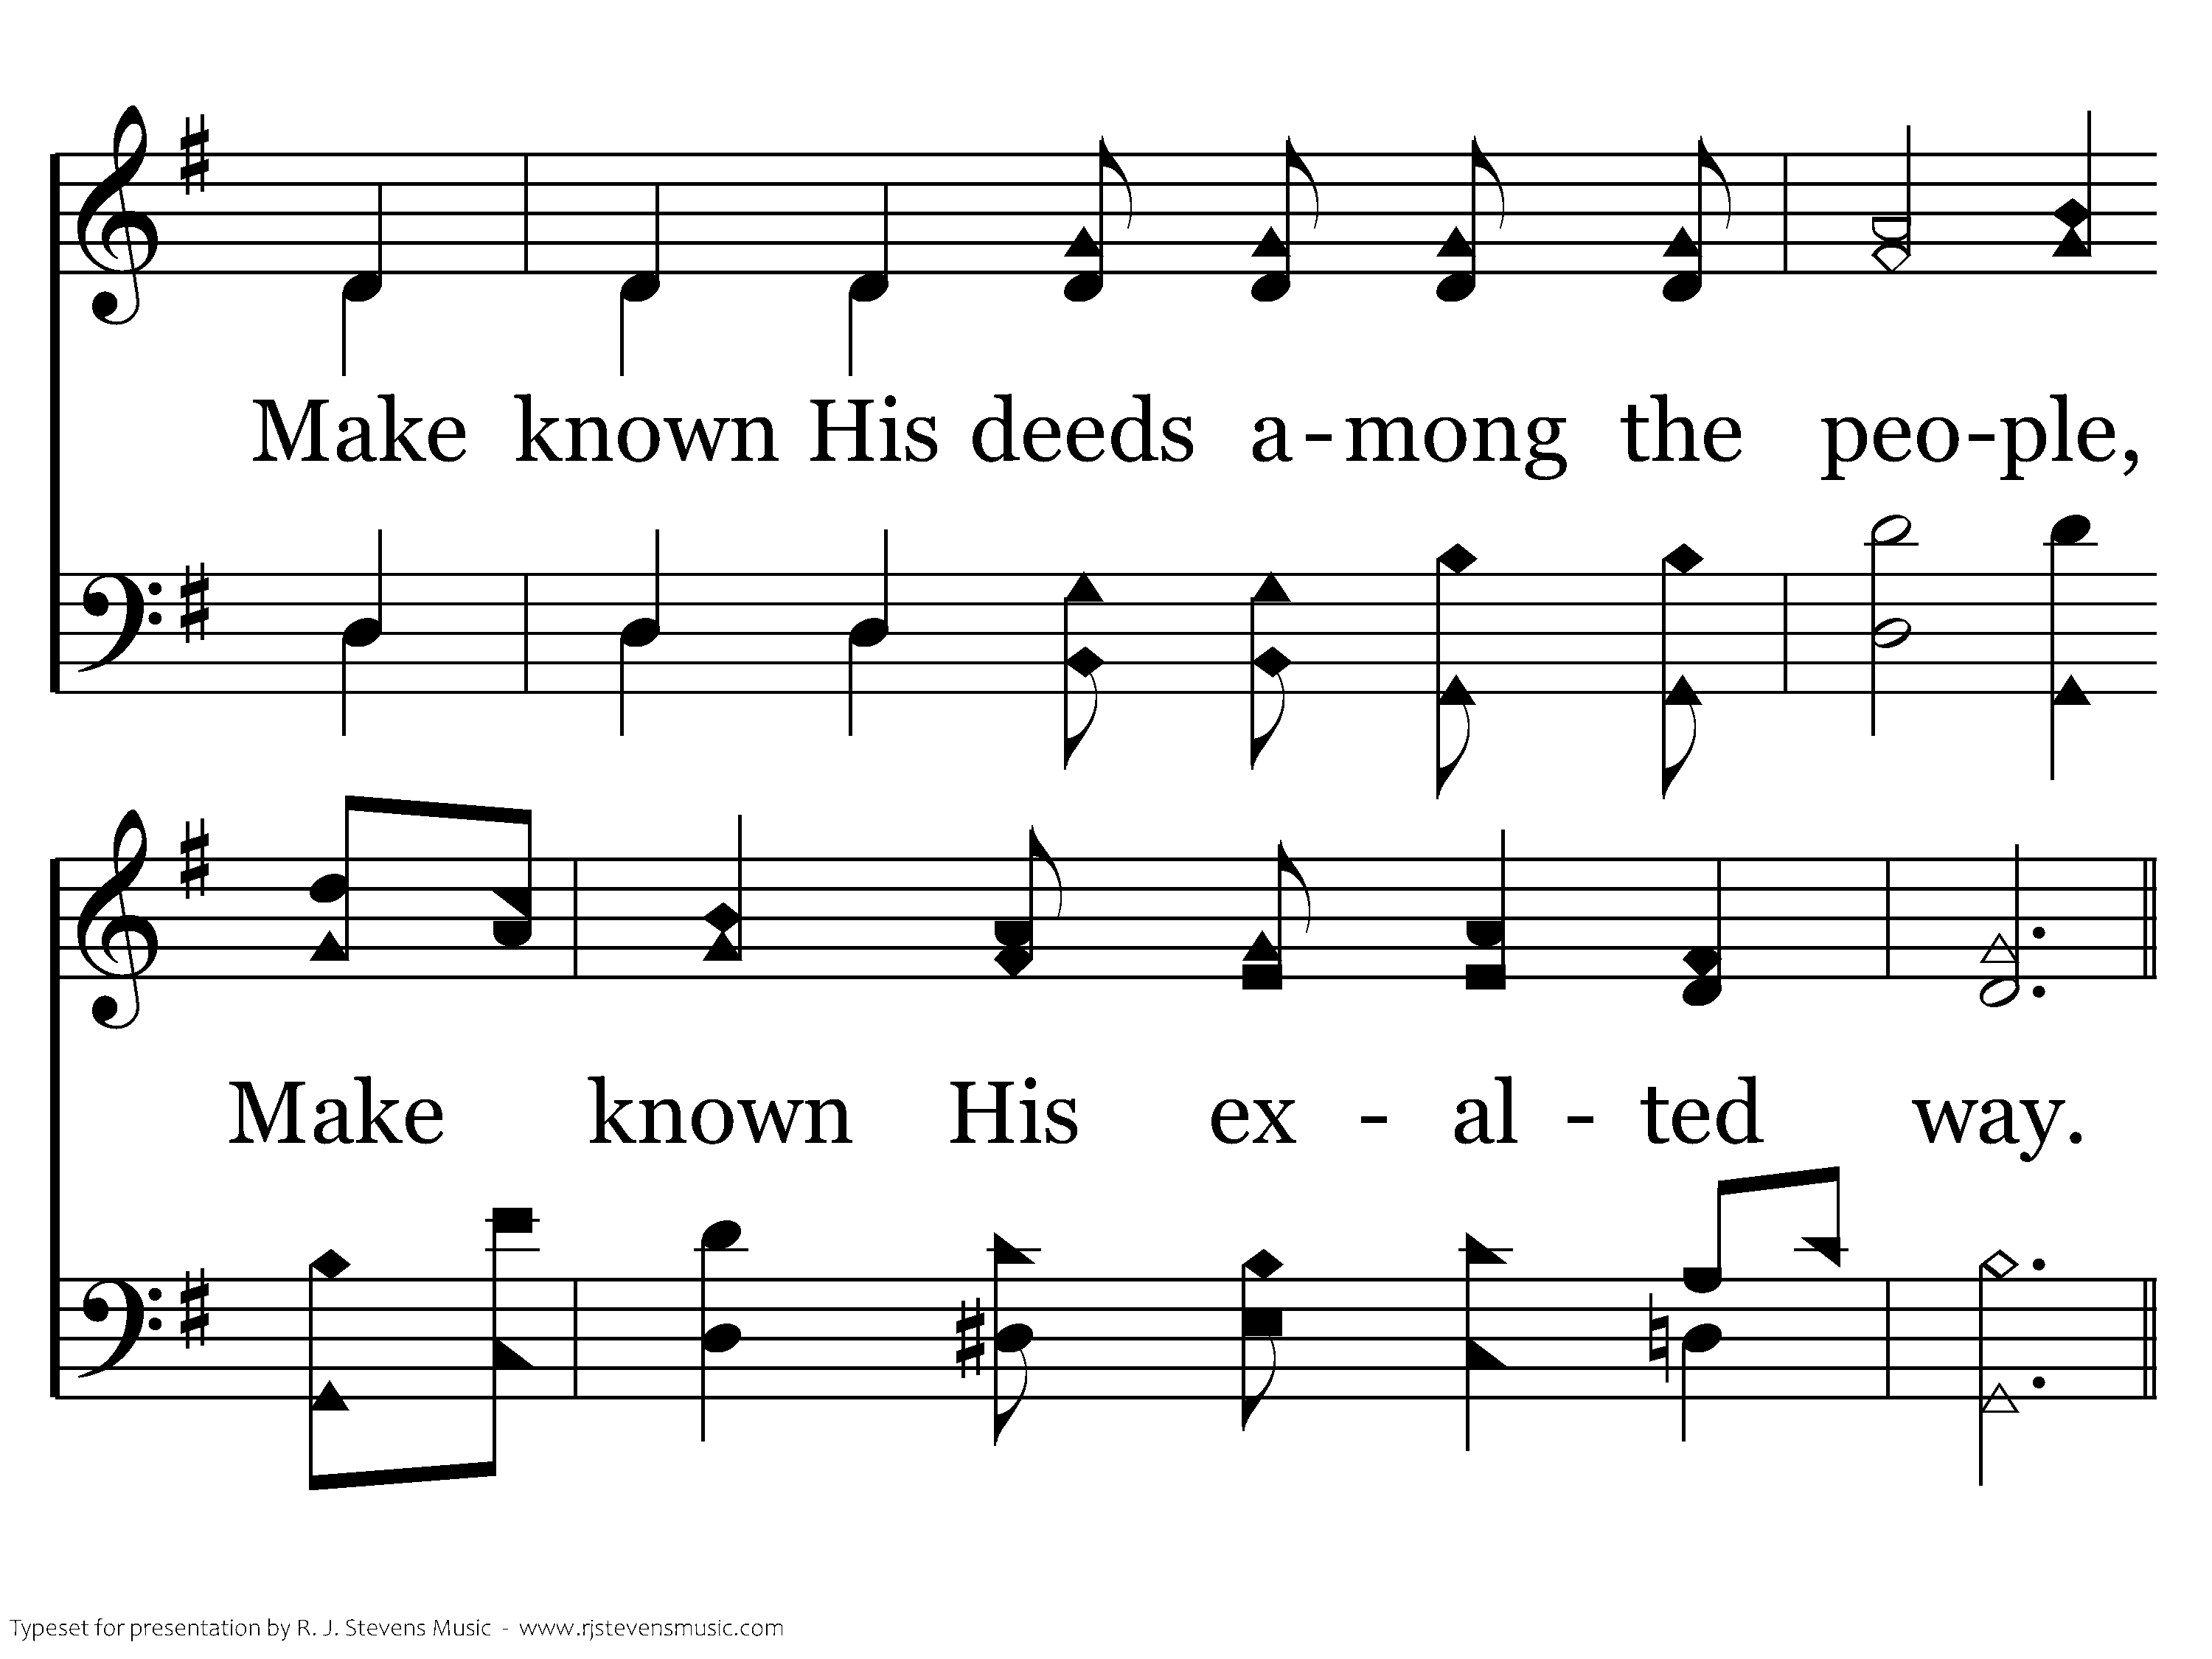 Make known His deeds a-mong the peo-ple,
Make known His ex - al - ted way.
Typeset for presentation by R. J. Stevens Music - www.rjstevensmusic.com